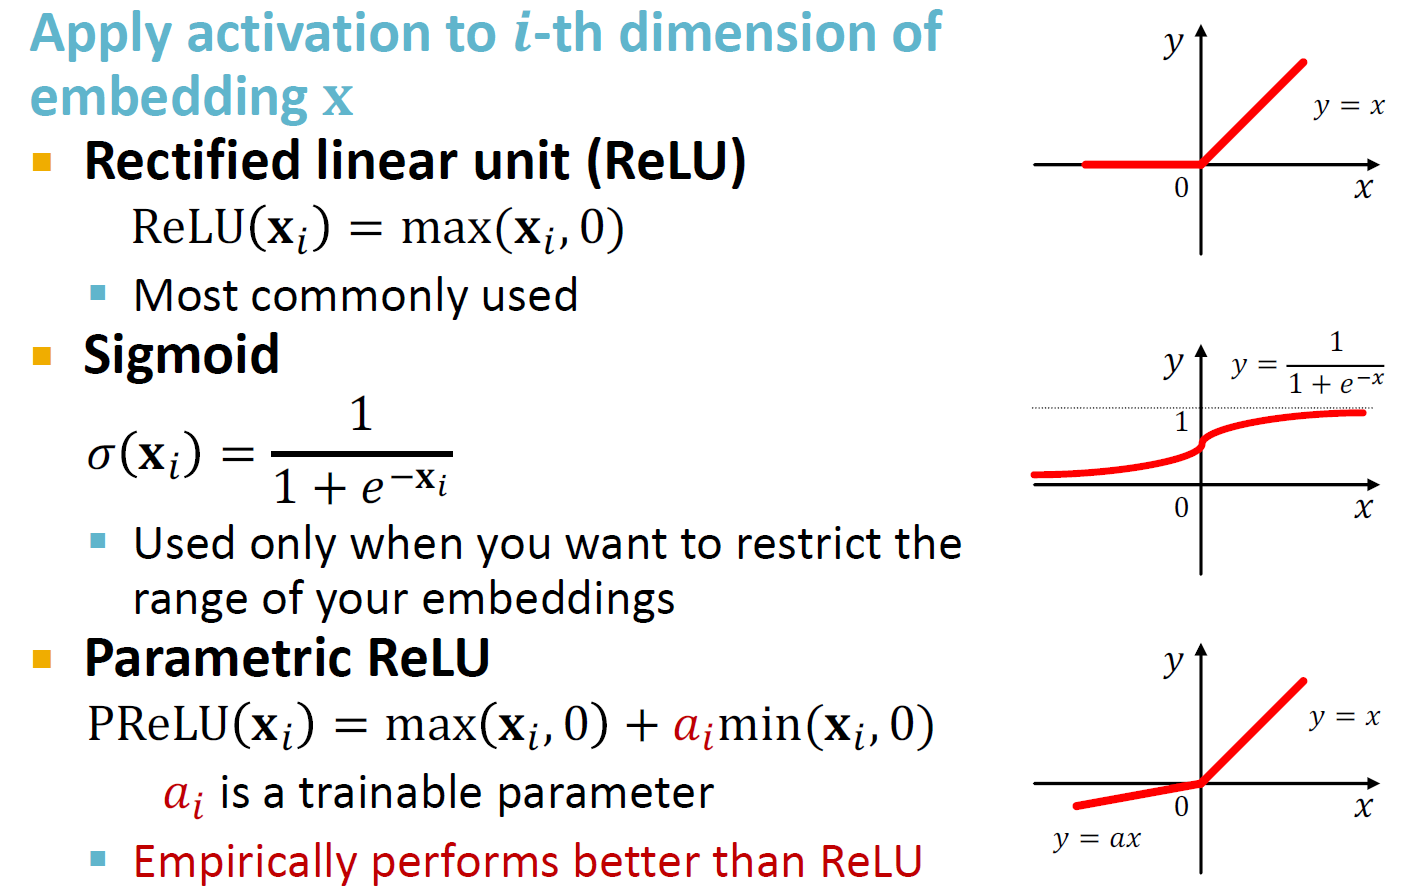 Apply activation to 𝒊-th dimension of
embedding 𝐱
▪ Rectified linear unit (ReLU)
ReLU(𝐱ᵢ) = max(𝐱ᵢ, 0)
▪ Most commonly used
▪ Sigmoid
σ(𝐱ᵢ) = 1 / (1 + e^(−𝐱ᵢ))
▪ Used only when you want to restrict the
range of your embeddings
▪ Parametric ReLU
PReLU(𝐱ᵢ) = max(𝐱ᵢ, 0) + aᵢmin(𝐱ᵢ, 0)
aᵢ is a trainable parameter
▪ Empirically performs better than ReLU
y
y = x
0
x
y
y = 1 / (1 + e^(−x))
1
0
x
y
y = x
0
x
y = ax